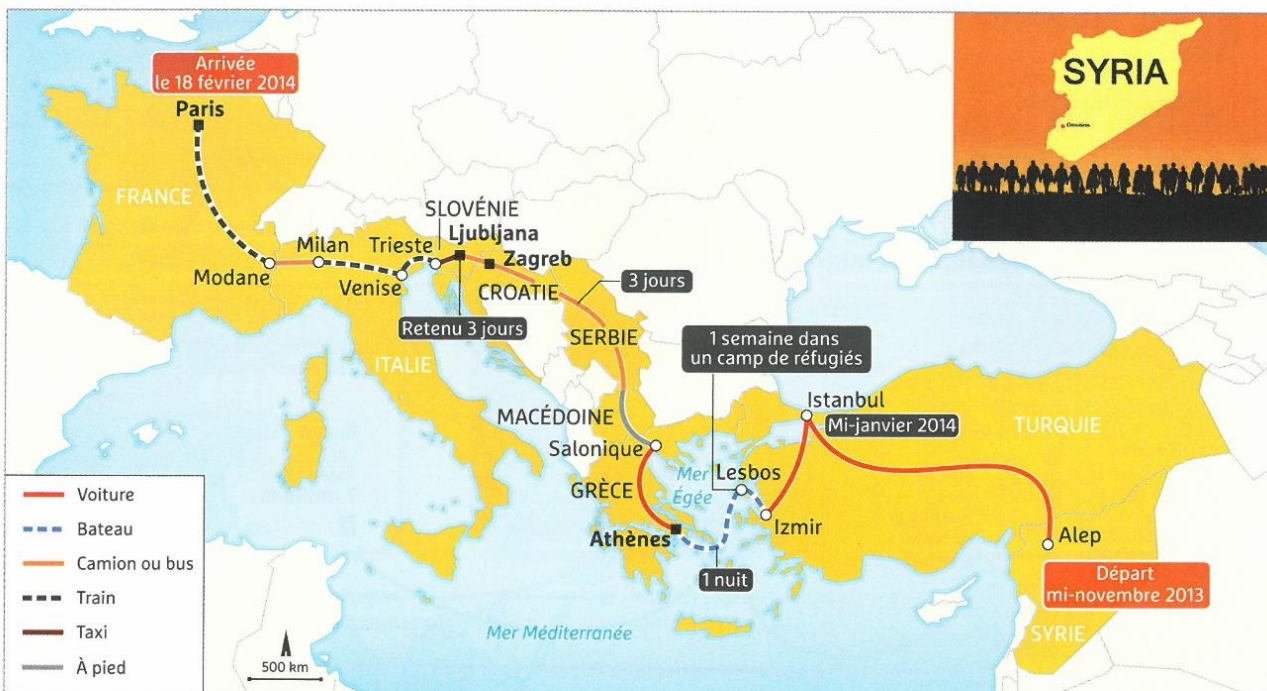 Arrivée
le 18 février 2014
Paris
FRANCE
Modane
Milan
Venise
Trieste
SLOVÉNIE
Ljubljana
Zagreb
Retenu 3 jours
CROATIE
3 jours
SERBIE
ITALIE
1 semaine dans
un camp de réfugiés
MACÉDOINE
Salonique
GRÈCE
Mer
Égée
Lesbos
Istanbul
Mi-janvier 2014
TURQUIE
Athènes
Izmir
1 nuit
Alep
Départ
mi-novembre 2013
SYRIE
Mer Méditerranée
SYRIA
Voiture
Bateau
Camion ou bus
Train
Taxi
À pied
500 km